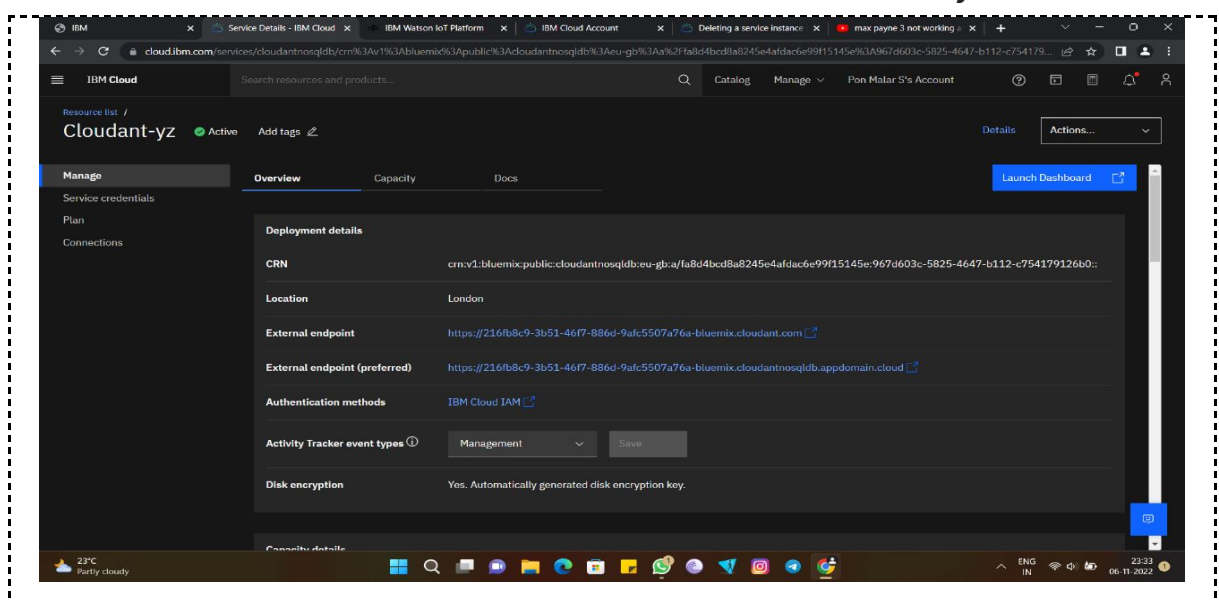 IBM
Service Details - IBM Cloud
IBM Watson IoT Platform
IBM Cloud Account
Deleting a service instance
max payne 3 not working
cloud.ibm.com/services/cloudantnosqldb/crn%3Av1%3Abluemix%3Apublic%3Acloudantnosqldb%3Aeu-gb%3Aa%2Ffa8d4bcd8a8245e4afdac6e99f15145e%3A967d603c-5825-4647-b112-c754179...
IBM Cloud
Search resources and products...
Catalog
Manage
Pon Malar S's Account
Resource list /
Cloudant-yz
Active
Add tags
Details
Actions...
Manage
Service credentials
Plan
Connections
Overview
Capacity
Docs
Launch Dashboard
Deployment details
CRN crn:v1:bluemix:public:cloudantnosqldb:eu-gb:a/fa8d4bcd8a8245e4afdac6e99f15145e:967d603c-5825-4647-b112-c754179126b0::
Location London
External endpoint https://216fb8c9-3b51-46f7-886d-9afc5507a76a-bluemix.cloudant.com
External endpoint (preferred) https://216fb8c9-3b51-46f7-886d-9afc5507a76a-bluemix.cloudantnosqldb.appdomain.cloud
Authentication methods IBM Cloud IAM
Activity Tracker event types Management Save
Disk encryption Yes. Automatically generated disk encryption key.
Capacity details
23°C
Partly cloudy
ENG
IN
23:33
06-11-2022
1